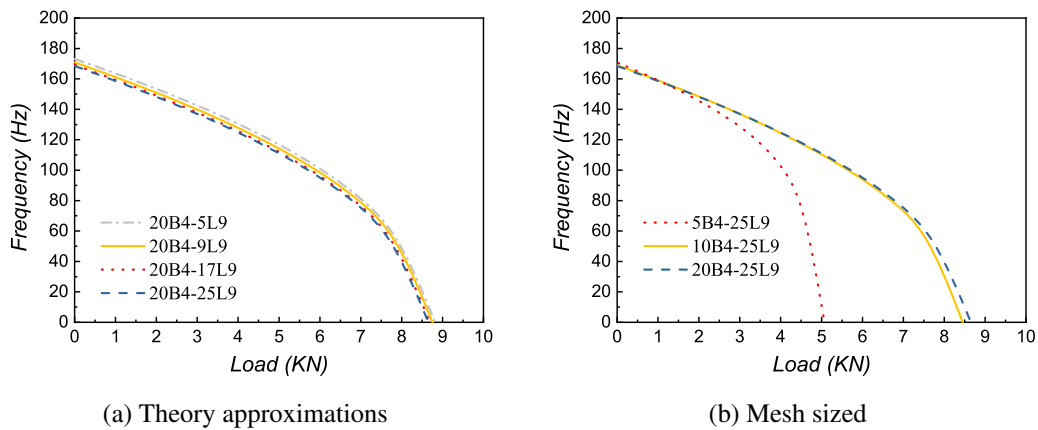 200
180
160
140
120
100
80
60
40
20
0
Frequency (Hz)
20B4-5L9
20B4-9L9
20B4-17L9
20B4-25L9
0 1 2 3 4 5 6 7 8 9 10
Load (KN)
(a) Theory approximations
200
180
160
140
120
100
80
60
40
20
0
Frequency (Hz)
5B4-25L9
10B4-25L9
20B4-25L9
0 1 2 3 4 5 6 7 8 9 10
Load (KN)
(b) Mesh sized